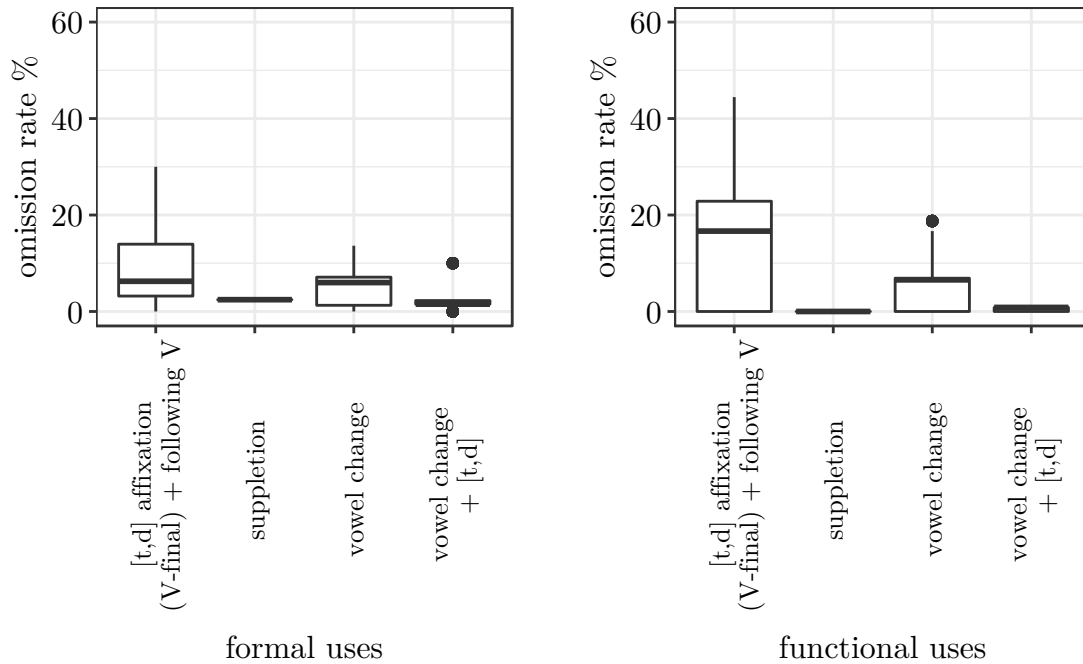 omission rate %
60
40
20
0
[t,d] affixation
(V-final) + following V
suppletion
vowel change
vowel change
+ [t,d]
formal uses
omission rate %
60
40
20
0
[t,d] affixation
(V-final) + following V
suppletion
vowel change
vowel change
+ [t,d]
functional uses